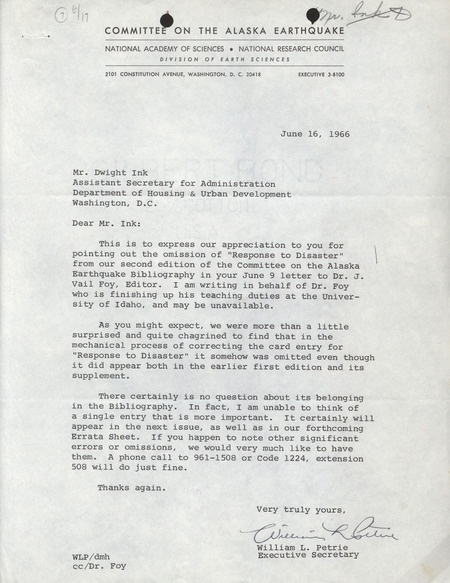 7 6/17
Mr. Ink
COMMITTEE ON THE ALASKA EARTHQUAKE
NATIONAL ACADEMY OF SCIENCES • NATIONAL RESEARCH COUNCIL
DIVISION OF EARTH SCIENCES
2101 CONSTITUTION AVENUE, WASHINGTON, D. C. 20418 EXECUTIVE 3-8100
June 16, 1966
Mr. Dwight Ink
Assistant Secretary for Administration
Department of Housing & Urban Development
Washington, D.C.
Dear Mr. Ink:
This is to express our appreciation to you for
pointing out the omission of "Response to Disaster"
from our second edition of the Committee on the Alaska
Earthquake Bibliography in your June 9 letter to Dr. J.
Vail Foy, Editor. I am writing in behalf of Dr. Foy
who is finishing up his teaching duties at the Univer-
sity of Idaho, and may be unavailable.
As you might expect, we were more than a little
surprised and quite chagrined to find that in the
mechanical process of correcting the card entry for
"Response to Disaster" it somehow was omitted even though
it did appear both in the earlier first edition and its
supplement.
There certainly is no question about its belonging
in the Bibliography. In fact, I am unable to think of
a single entry that is more important. It certainly will
appear in the next issue, as well as in our forthcoming
Errata Sheet. If you happen to note other significant
errors or omissions, we would very much like to have
them. A phone call to 961-1508 or Code 1224, extension
508 will do just fine.
Thanks again.
Very truly yours,
William L. Petrie
William L. Petrie
Executive Secretary
WLP/dmh
cc/Dr. Foy